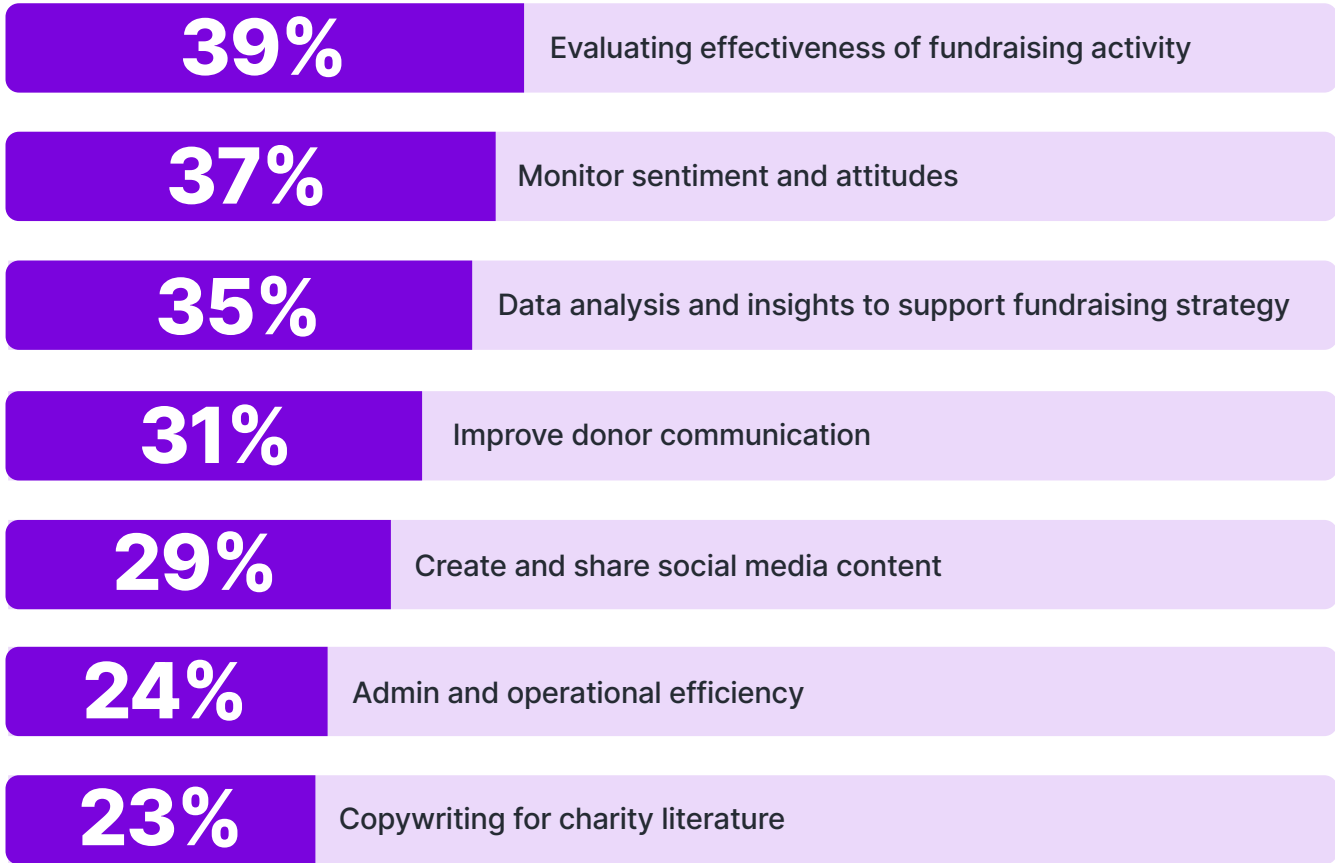 39% Evaluating effectiveness of fundraising activity
37% Monitor sentiment and attitudes
35% Data analysis and insights to support fundraising strategy
31% Improve donor communication
29% Create and share social media content
24% Admin and operational efficiency
23% Copywriting for charity literature